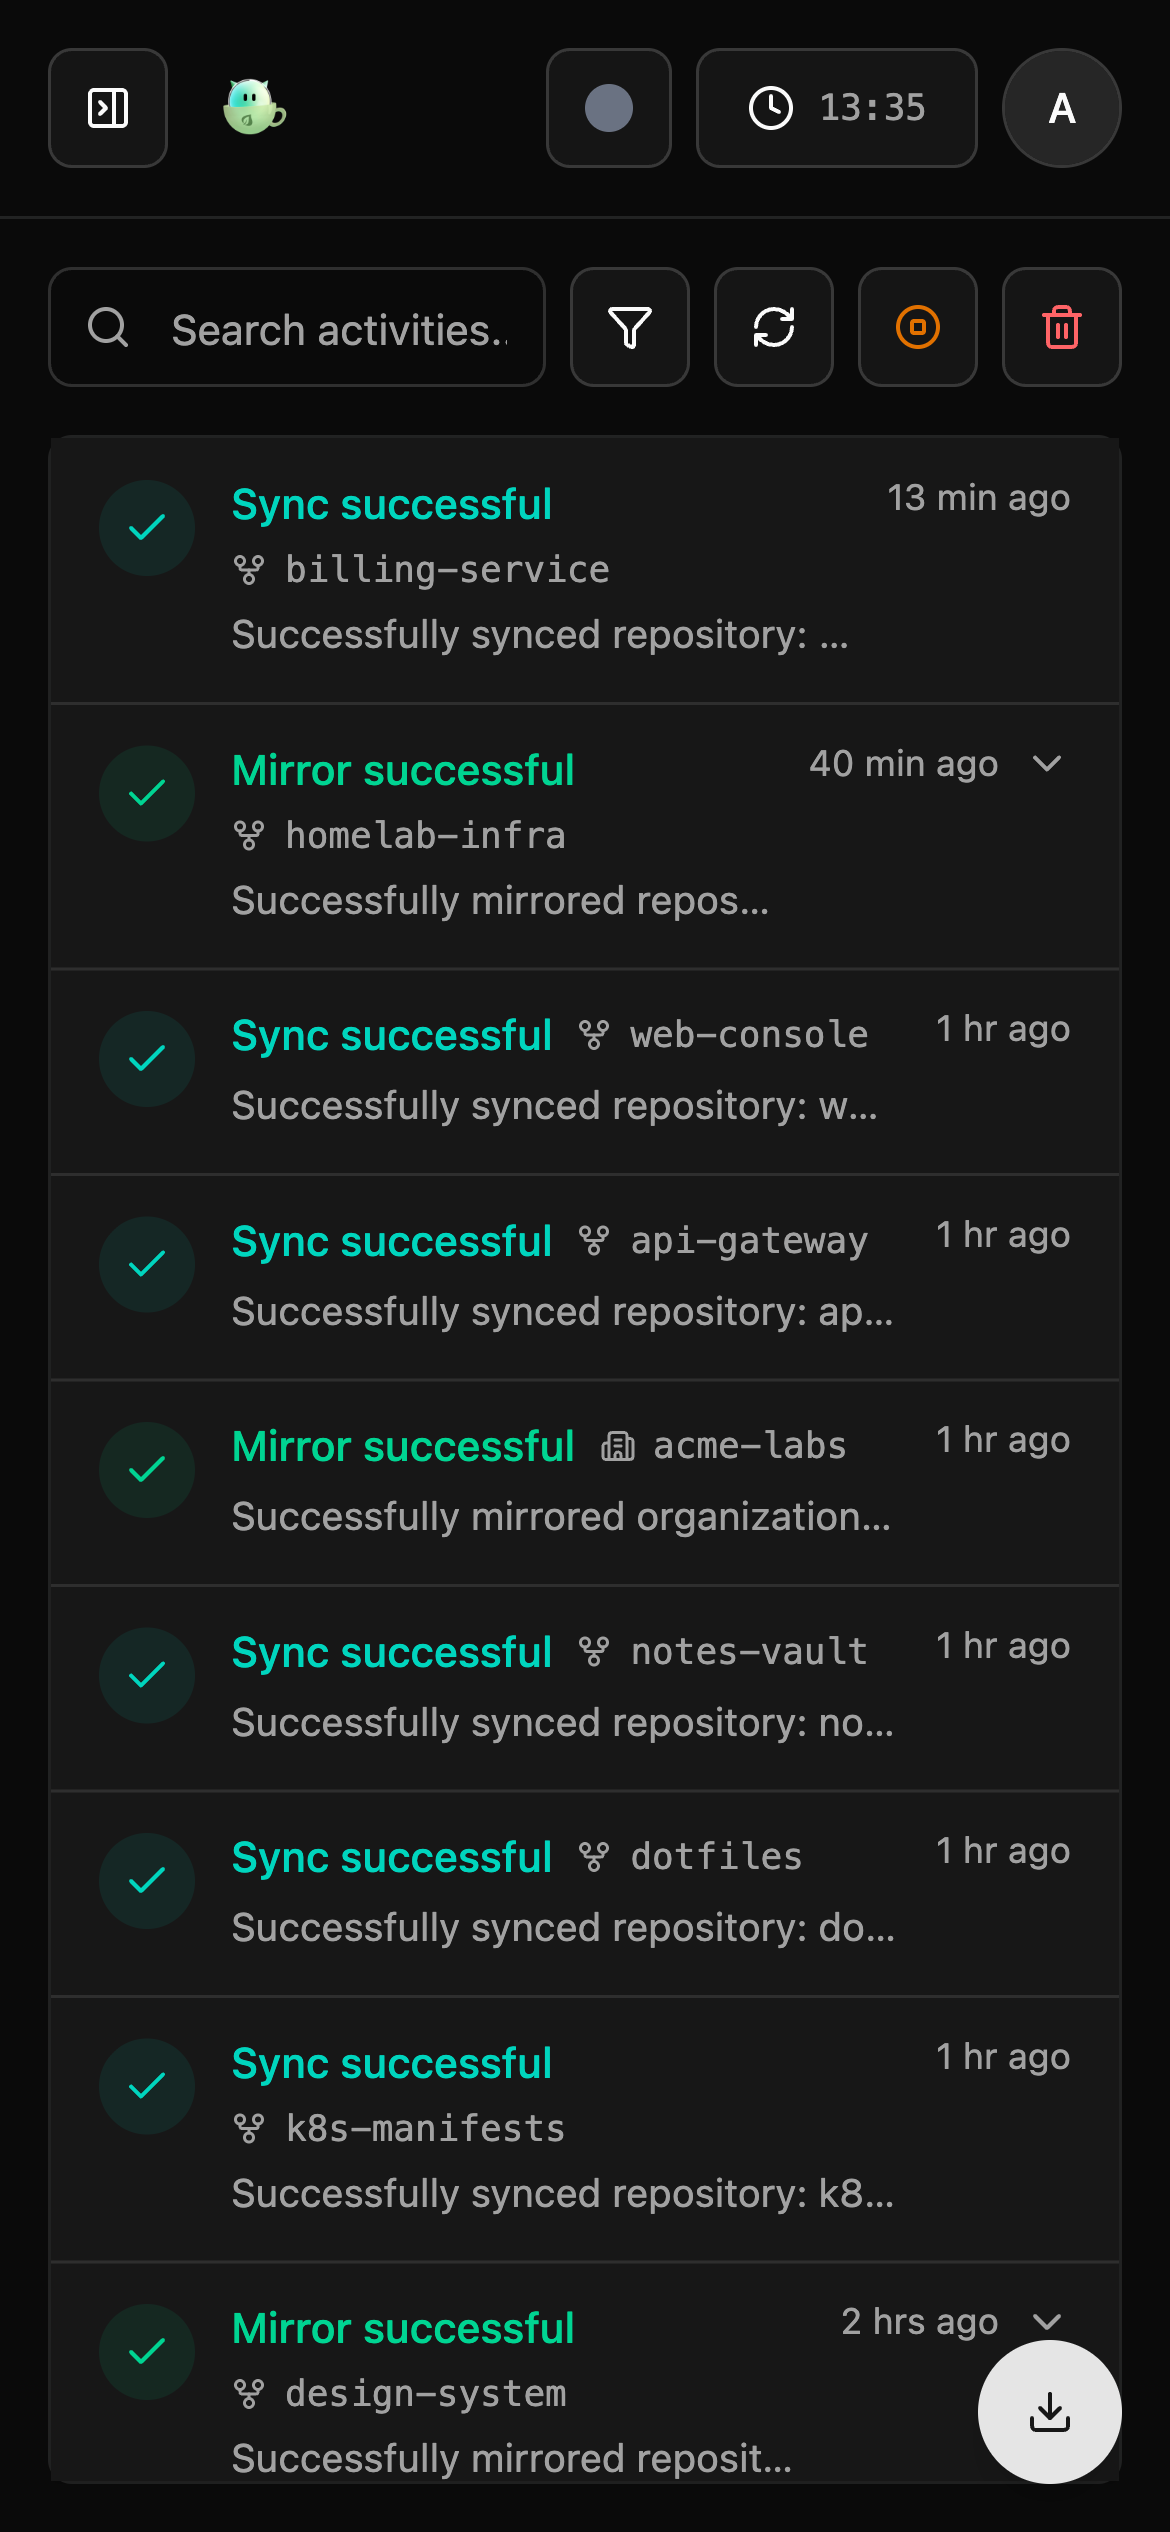 13:35
A
Search activities..
Sync successful
13 min ago
billing-service
Successfully synced repository: ...
Mirror successful
40 min ago
homelab-infra
Successfully mirrored repos...
Sync successful web-console 1 hr ago
Successfully synced repository: w...
Sync successful api-gateway 1 hr ago
Successfully synced repository: ap...
Mirror successful acme-labs 1 hr ago
Successfully mirrored organization...
Sync successful notes-vault 1 hr ago
Successfully synced repository: no...
Sync successful dotfiles 1 hr ago
Successfully synced repository: do...
Sync successful
1 hr ago
k8s-manifests
Successfully synced repository: k8...
Mirror successful
2 hrs ago
design-system
Successfully mirrored reposit...